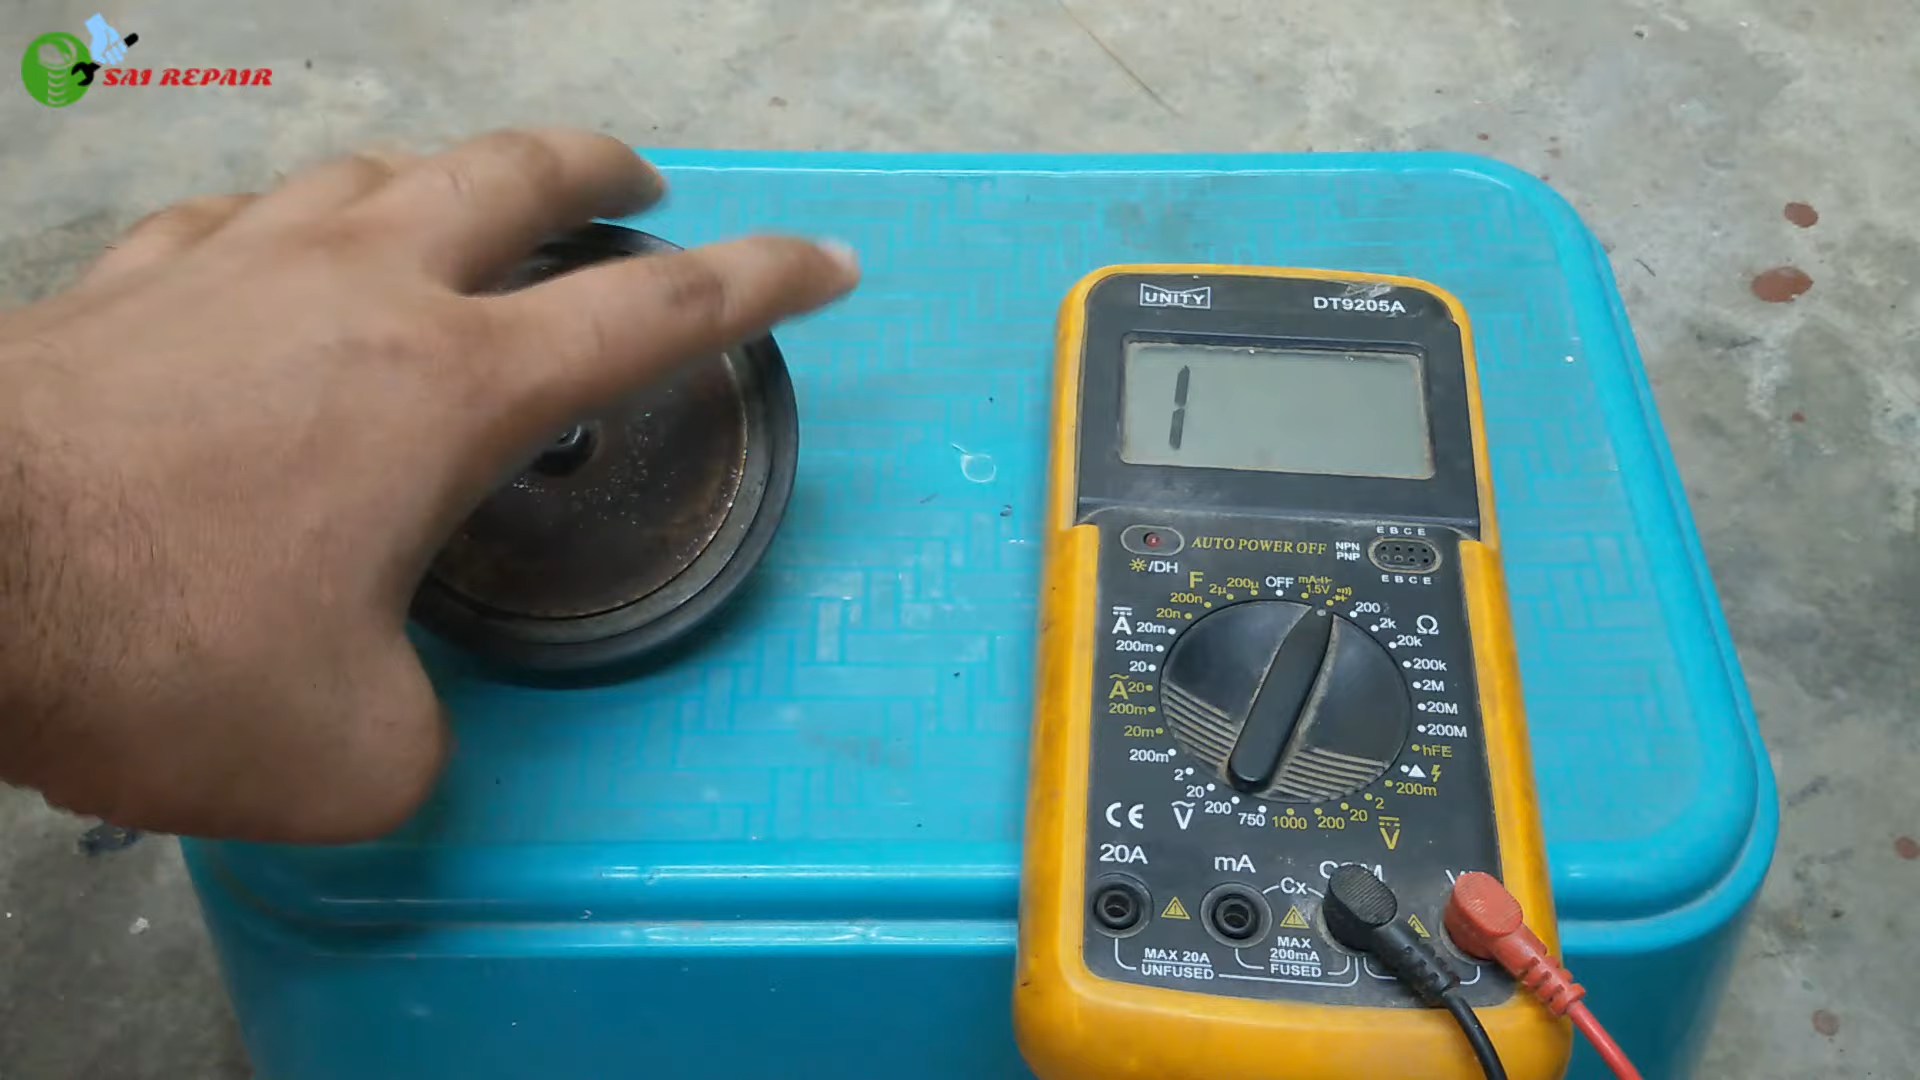 SAI REPAIR
UNITY
DT9205A
1
AUTO POWER OFF
NPN
PNP
E B C E
E B C E
/DH
F
200n
2µ
200µ
OFF
mA
1.5V
20n
A
20m
200m
20
A
20
200m
20m
200m
2
20
V
200
750
1000
200
20
2
V
200m
hFE
200M
20M
2M
200k
20k
2k
200
Ω
CE
20A
mA
Cx
MAX 20A
UNFUSED
MAX
200mA
FUSED